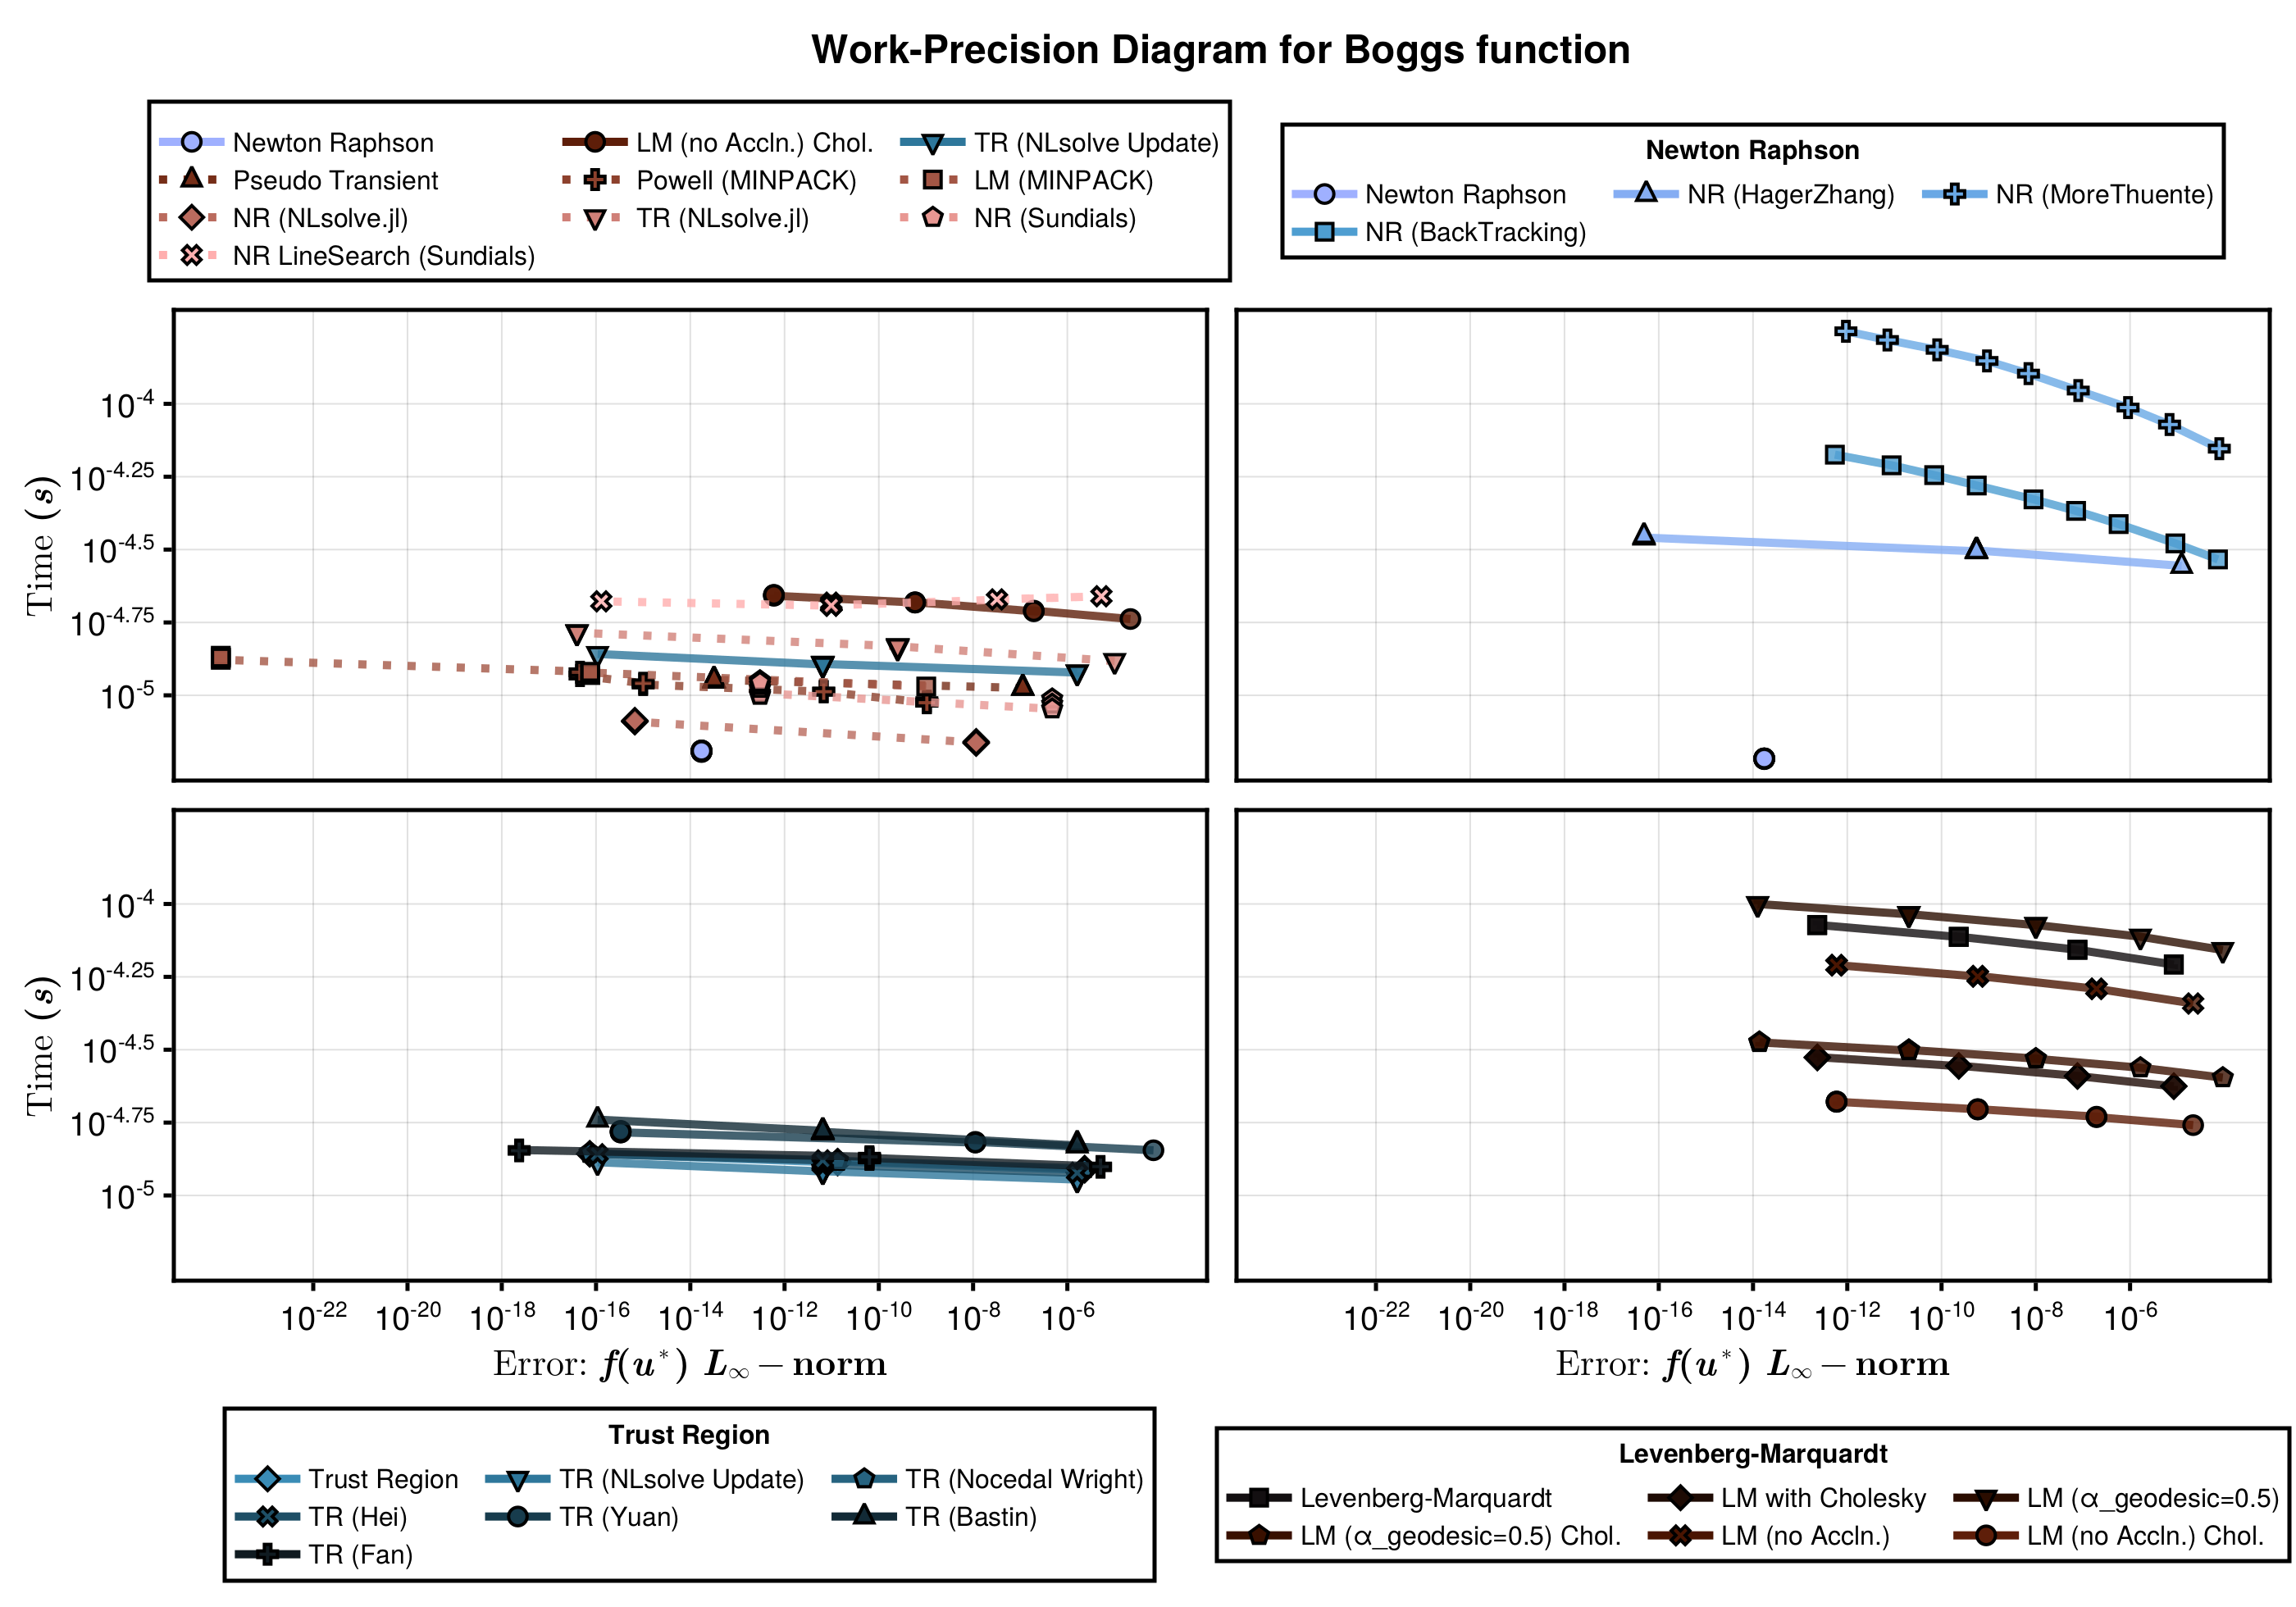 Work-Precision Diagram for Boggs function
Newton Raphson LM (no Accln.) Chol. TR (NLsolve Update)
Pseudo Transient Powell (MINPACK) LM (MINPACK)
NR (NLsolve.jl) TR (NLsolve.jl) NR (Sundials)
NR LineSearch (Sundials)
Newton Raphson
Newton Raphson NR (HagerZhang) NR (MoreThuente)
NR (BackTracking)
Time (s)
10^-4
10^-4.25
10^-4.5
10^-4.75
10^-5
Time (s)
10^-4
10^-4.25
10^-4.5
10^-4.75
10^-5
10^-22 10^-20 10^-18 10^-16 10^-14 10^-12 10^-10 10^-8 10^-6
Error: f(u*) L∞ − norm
10^-22 10^-20 10^-18 10^-16 10^-14 10^-12 10^-10 10^-8 10^-6
Error: f(u*) L∞ − norm
Trust Region
Trust Region TR (NLsolve Update) TR (Nocedal Wright)
TR (Hei) TR (Yuan) TR (Bastin)
TR (Fan)
Levenberg-Marquardt
Levenberg-Marquardt LM with Cholesky LM (α_geodesic=0.5)
LM (α_geodesic=0.5) Chol. LM (no Accln.) LM (no Accln.) Chol.